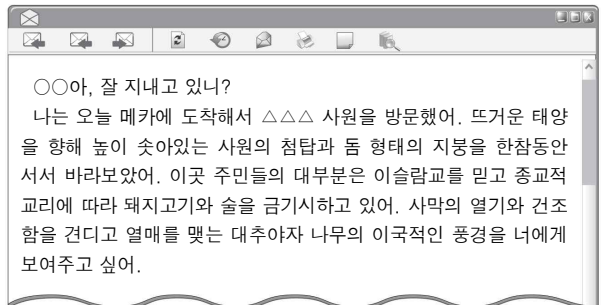 ○○아, 잘 지내고 있니?
나는 오늘 메카에 도착해서 △△△ 사원을 방문했어. 뜨거운 태양
을 향해 높이 솟아있는 사원의 첨탑과 돔 형태의 지붕을 한참동안
서서 바라보았어. 이곳 주민들의 대부분은 이슬람교를 믿고 종교적
교리에 따라 돼지고기와 술을 금기시하고 있어. 사막의 열기와 건조
함을 견디고 열매를 맺는 대추야자 나무의 이국적인 풍경을 너에게
보여주고 싶어.